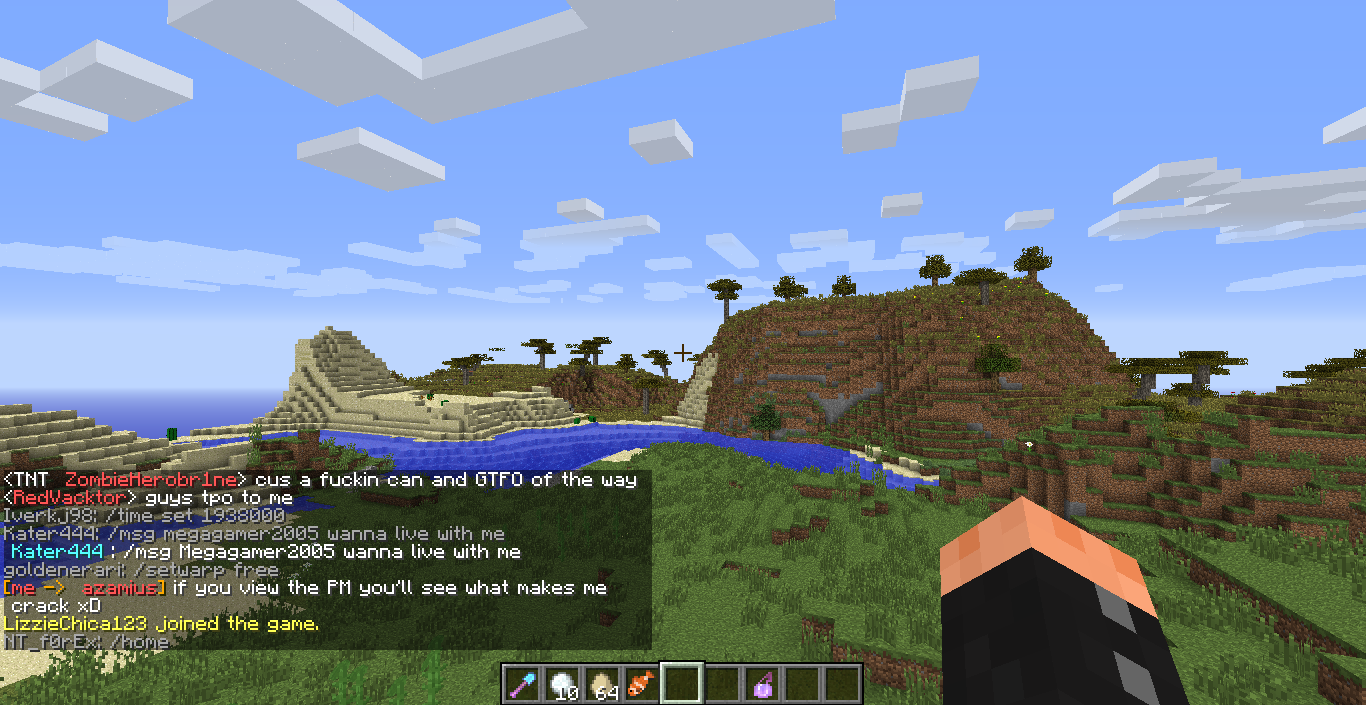 <TNT ZombieHerobr1ne> cus a fuckin can and GTFO of the way
<RedVacktor> guys tpo to me
Iverkj98: /time set 1938000
Kater444: /msg megagamer2005 wanna live with me
Kater444 : /msg Megagamer2005 wanna live with me
goldenerari: /setwarp free
[me -> azamius] if you view the PM you'll see what makes me
crack xD
LizzieChica123 joined the game.
NT_f0rEx: /home
10 64